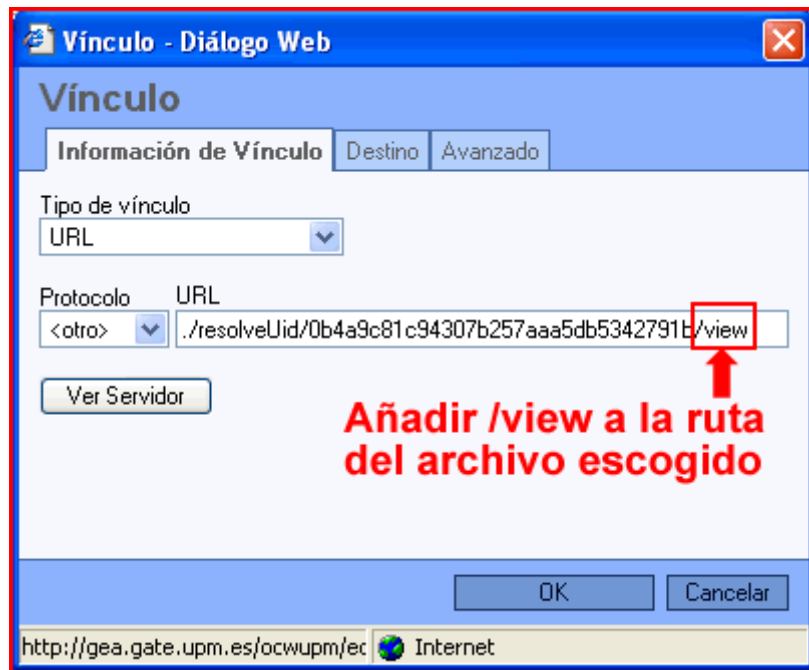 Vínculo - Diálogo Web
Vínculo
Información de Vínculo Destino Avanzado
Tipo de vínculo
URL
Protocolo URL
<otro> ./resolveUid/0b4a9c81c94307b257aaa5db5342791b/view
Ver Servidor
Añadir /view a la ruta
del archivo escogido
OK Cancelar
http://gea.gate.upm.es/ocwupm/ec Internet